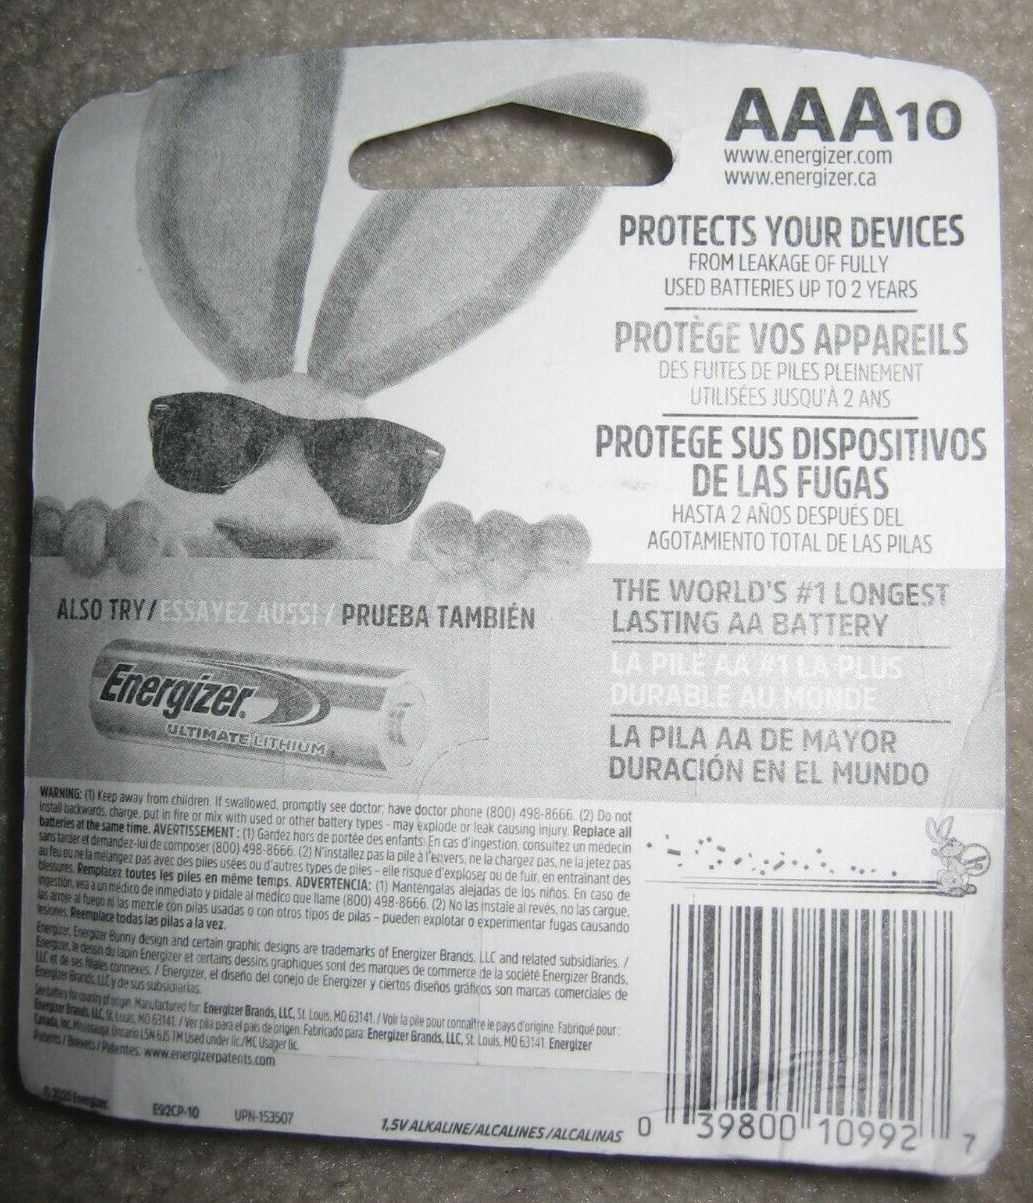 AAA10
www.energizer.com
www.energizer.ca
PROTECTS YOUR DEVICES
FROM LEAKAGE OF FULLY
USED BATTERIES UP TO 2 YEARS
PROTÈGE VOS APPAREILS
DES FUITES DE PILES PLEINEMENT
UTILISÉES JUSQU'À 2 ANS
PROTEGE SUS DISPOSITIVOS
DE LAS FUGAS
HASTA 2 AÑOS DESPUÉS DEL
AGOTAMIENTO TOTAL DE LAS PILAS
ALSO TRY/ESSAYEZ AUSSI/PRUEBA TAMBIÉN
Energizer.
ULTIMATE LITHIUM
THE WORLD'S #1 LONGEST
LASTING AA BATTERY
LA PILE AA #1 LA PLUS
DURABLE AU MONDE
LA PILA AA DE MAYOR
DURACIÓN EN EL MUNDO
WARNING: (1) Keep away from children. If swallowed, promptly see doctor; have doctor phone (800) 498-8666. (2) Do not
install backwards, charge, put in fire or mix with used or other battery types - may explode or leak causing injury. Replace all
batteries at the same time. AVERTISSEMENT : (1) Gardez hors de portée des enfants. En cas d'ingestion, consultez un médecin
sans tarder et demandez-lui de composer (800) 498-8666. (2) N'installez pas la pile à l'envers, ne la chargez pas, ne la jetez pas
au feu ou ne la mélangez pas avec des piles usées ou d'autres types de piles – elle risque d'exploser ou de fuir, en entraînant des
blessures. Remplacez toutes les piles en même temps. ADVERTENCIA: (1) Manténgalas alejadas de los niños. En caso de
ingestión, vea a un médico de inmediato y pídale al médico que llame (800) 498-8666. (2) No las instale al revés, no las cargue,
las arroje al fuego ni las mezcle con pilas usadas o con otros tipos de pilas – pueden explotar o experimentar fugas causando
lesiones. Reemplace todas las pilas a la vez.
Energizer, Energizer Bunny design and certain graphic designs are trademarks of Energizer Brands, LLC and related subsidiaries. /
Energizer, le dessin du lapin Energizer et certains dessins graphiques sont des marques de commerce de la société Energizer Brands,
LLC et de ses filiales connexes. / Energizer, el diseño del conejo de Energizer y ciertos diseños gráficos son marcas comerciales de
Energizer Brands, LLC y de sus subsidiarias.
See battery for country of origin. Manufactured for: Energizer Brands, LLC, St. Louis, MO 63141. / Voir la pile pour connaître le pays d'origine. Fabriqué pour :
Energizer Brands, LLC, St. Louis, MO 63141. / Ver pila para el país de origen. Fabricado para: Energizer Brands, LLC, St. Louis, MO 63141. Energizer
Canada, Inc. Mississauga, Ontario L5N 6J5 TM Used under lic./MC Usager lic.
Patents / Brevets / Patentes: www.energizerpatents.com
© 2020 Energizer
E92CP-10 UPN-153507
1,5V ALKALINE/ALCALINES/ALCALINAS
0 39800 10992 7